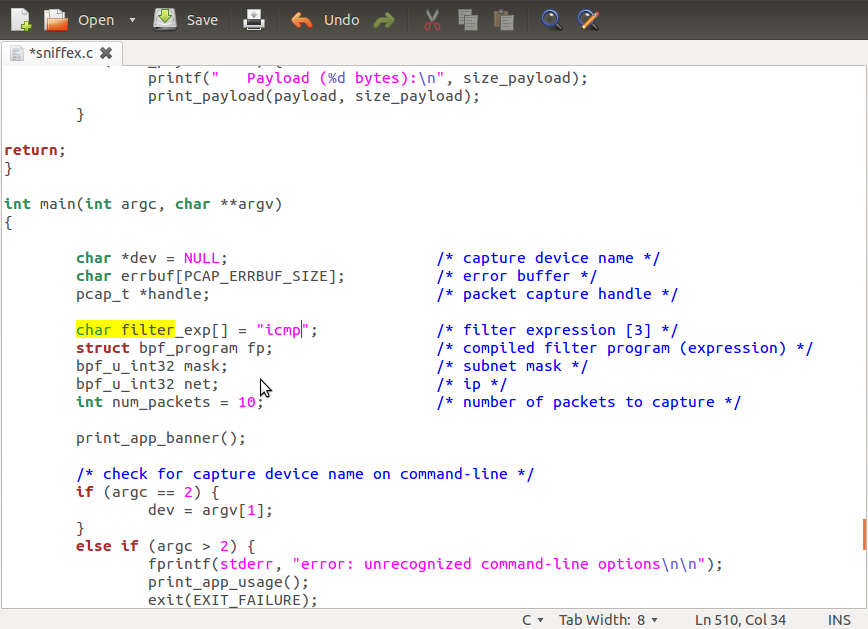 Open Save Undo
*sniffex.c
printf("   Payload (%d bytes):\n", size_payload);
print_payload(payload, size_payload);
}
return;
}
int main(int argc, char **argv)
{
char *dev = NULL; /* capture device name */
char errbuf[PCAP_ERRBUF_SIZE]; /* error buffer */
pcap_t *handle; /* packet capture handle */
char filter_exp[] = "icmp"; /* filter expression [3] */
struct bpf_program fp; /* compiled filter program (expression) */
bpf_u_int32 mask; /* subnet mask */
bpf_u_int32 net; /* ip */
int num_packets = 10; /* number of packets to capture */
print_app_banner();
/* check for capture device name on command-line */
if (argc == 2) {
dev = argv[1];
}
else if (argc > 2) {
fprintf(stderr, "error: unrecognized command-line options\n\n");
print_app_usage();
exit(EXIT_FAILURE);
C Tab Width: 8 Ln 510, Col 34 INS